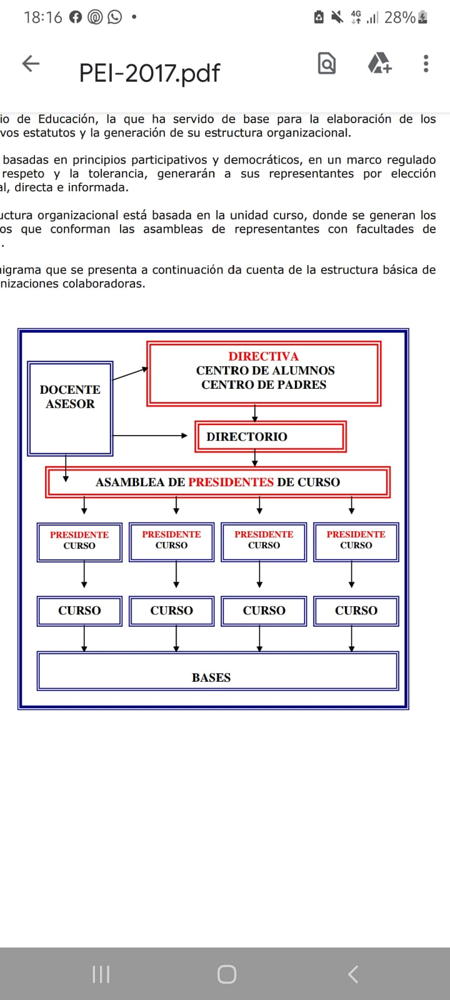 18:16
4G
28%
PEI-2017.pdf
io de Educación, la que ha servido de base para la elaboración de los
vos estatutos y la generación de su estructura organizacional.
basadas en principios participativos y democráticos, en un marco regulado
respeto y la tolerancia, generarán a sus representantes por elección
al, directa e informada.
uctura organizacional está basada en la unidad curso, donde se generan los
os que conforman las asambleas de representantes con facultades de
.
nigrama que se presenta a continuación da cuenta de la estructura básica de
nizaciones colaboradoras.
DIRECTIVA
CENTRO DE ALUMNOS
CENTRO DE PADRES
DOCENTE
ASESOR
DIRECTORIO
ASAMBLEA DE PRESIDENTES DE CURSO
PRESIDENTE
CURSO
PRESIDENTE
CURSO
PRESIDENTE
CURSO
PRESIDENTE
CURSO
CURSO
CURSO
CURSO
CURSO
BASES